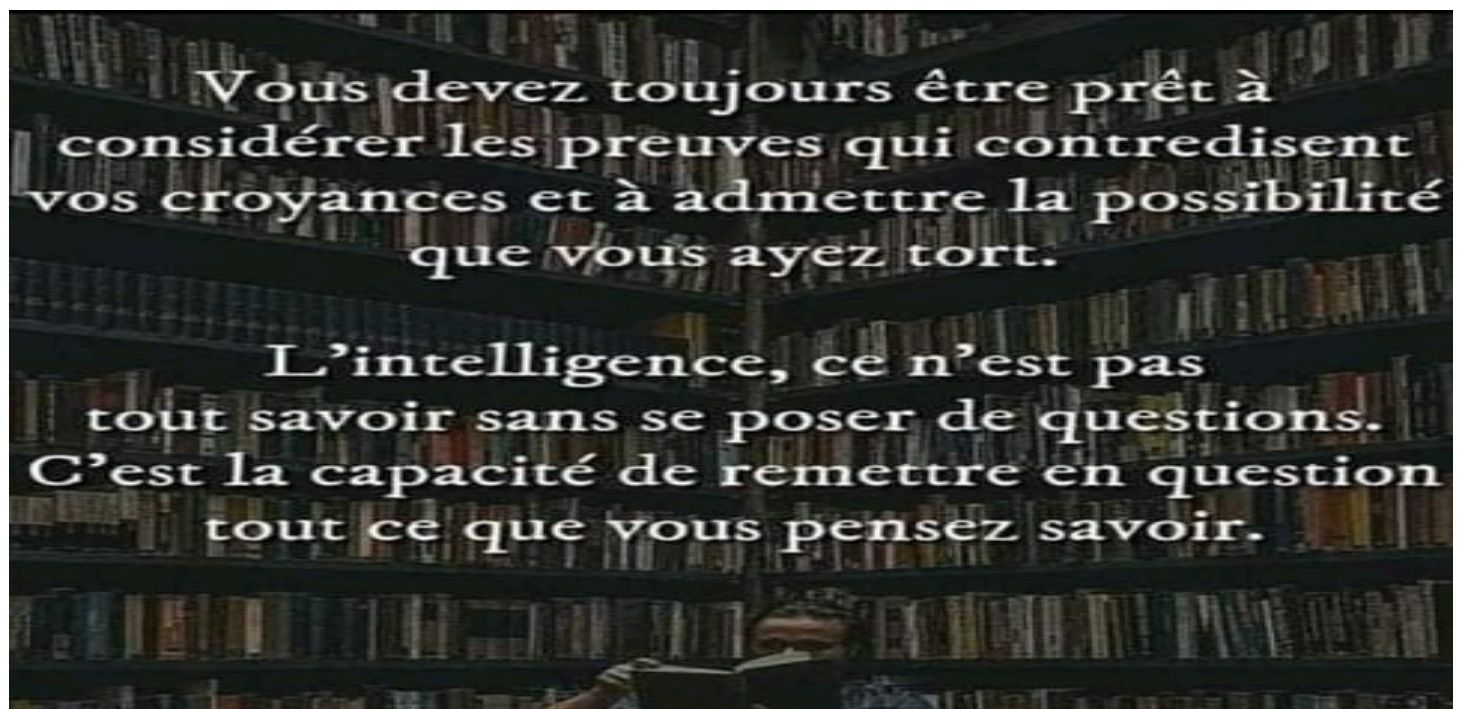 Vous devez toujours être prêt à
considérer les preuves qui contredisent
vos croyances et à admettre la possibilité
que vous ayez tort.
L’intelligence, ce n’est pas
tout savoir sans se poser de questions.
C’est la capacité de remettre en question
tout ce que vous pensez savoir.